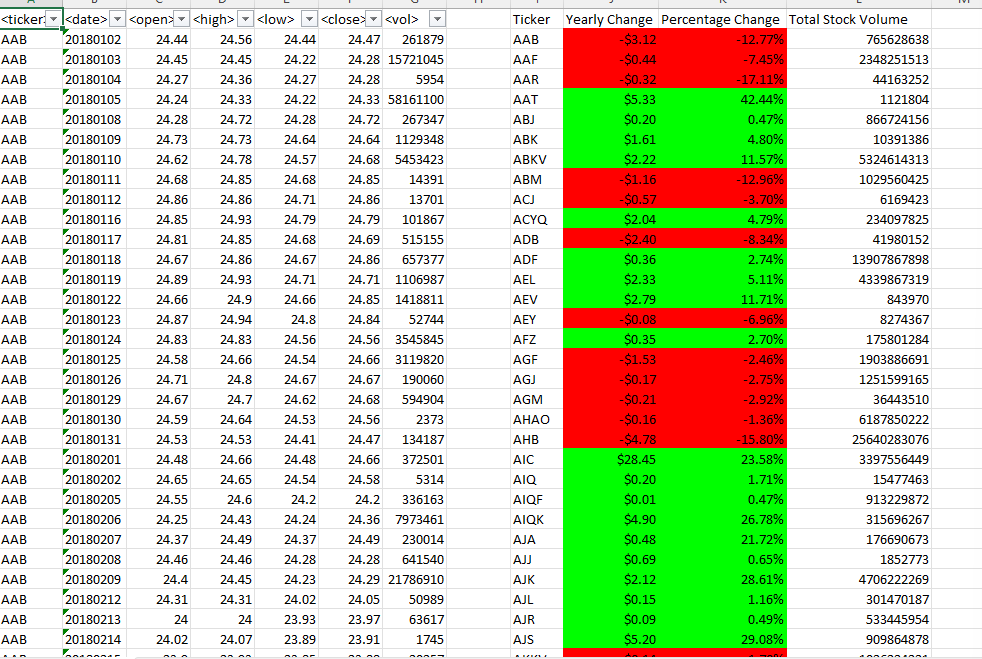 <ticker> <date> <open> <high> <low> <close> <vol> Ticker Yearly Change Percentage Change Total Stock Volume
AAB 20180102 24.44 24.56 24.44 24.47 261879 AAB -$3.12 -12.77% 765628638
AAB 20180103 24.45 24.45 24.22 24.28 15721045 AAF -$0.44 -7.45% 2348251513
AAB 20180104 24.27 24.36 24.27 24.28 5954 AAR -$0.32 -17.11% 44163252
AAB 20180105 24.24 24.33 24.22 24.33 58161100 AAT $5.33 42.44% 1121804
AAB 20180108 24.28 24.72 24.28 24.72 267347 ABJ $0.20 0.47% 866724156
AAB 20180109 24.73 24.73 24.64 24.64 1129348 ABK $1.61 4.80% 10391386
AAB 20180110 24.62 24.78 24.57 24.68 5453423 ABKV $2.22 11.57% 5324614313
AAB 20180111 24.68 24.85 24.68 24.85 14391 ABM -$1.16 -12.96% 1029560425
AAB 20180112 24.86 24.86 24.71 24.86 13701 ACJ -$0.57 -3.70% 6169423
AAB 20180116 24.85 24.93 24.79 24.79 101867 ACYQ $2.04 4.79% 234097825
AAB 20180117 24.81 24.85 24.68 24.69 515155 ADB -$2.40 -8.34% 41980152
AAB 20180118 24.67 24.86 24.67 24.86 657377 ADF $0.36 2.74% 13907867898
AAB 20180119 24.89 24.93 24.71 24.71 1106987 AEL $2.33 5.11% 4339867319
AAB 20180122 24.66 24.9 24.66 24.85 1418811 AEV $2.79 11.71% 843970
AAB 20180123 24.87 24.94 24.8 24.84 52744 AEY -$0.08 -6.96% 8274367
AAB 20180124 24.83 24.83 24.56 24.56 3545845 AFZ $0.35 2.70% 175801284
AAB 20180125 24.58 24.66 24.54 24.66 3119820 AGF -$1.53 -2.46% 1903886691
AAB 20180126 24.71 24.8 24.67 24.67 190060 AGJ -$0.17 -2.75% 1251599165
AAB 20180129 24.67 24.7 24.62 24.68 594904 AGM -$0.21 -2.92% 36443510
AAB 20180130 24.59 24.64 24.53 24.56 2373 AHAO -$0.16 -1.36% 6187850222
AAB 20180131 24.53 24.53 24.41 24.47 134187 AHB -$4.78 -15.80% 25640283076
AAB 20180201 24.48 24.66 24.48 24.66 372501 AIC $28.45 23.58% 3397556449
AAB 20180202 24.65 24.65 24.54 24.58 5314 AIQ $0.20 1.71% 15477463
AAB 20180205 24.55 24.6 24.2 24.2 336163 AIQF $0.01 0.47% 913229872
AAB 20180206 24.25 24.43 24.24 24.36 7973461 AIQK $4.90 26.78% 315696267
AAB 20180207 24.37 24.49 24.37 24.49 230014 AJA $0.48 21.72% 176690673
AAB 20180208 24.46 24.46 24.28 24.28 641540 AJJ $0.69 0.65% 1852773
AAB 20180209 24.4 24.45 24.23 24.29 21786910 AJK $2.12 28.61% 4706222269
AAB 20180212 24.31 24.31 24.02 24.05 50989 AJL $0.15 1.16% 301470187
AAB 20180213 24 24 23.93 23.97 63617 AJR $0.09 0.49% 533445954
AAB 20180214 24.02 24.07 23.89 23.91 1745 AJS $5.20 29.08% 909864878